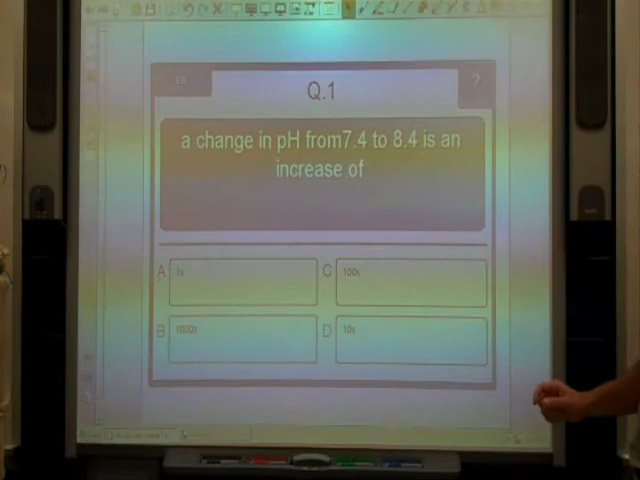 Q.1
?
a change in pH from7.4 to 8.4 is an
increase of
A 1x
C 100x
B 1000x
D 10x